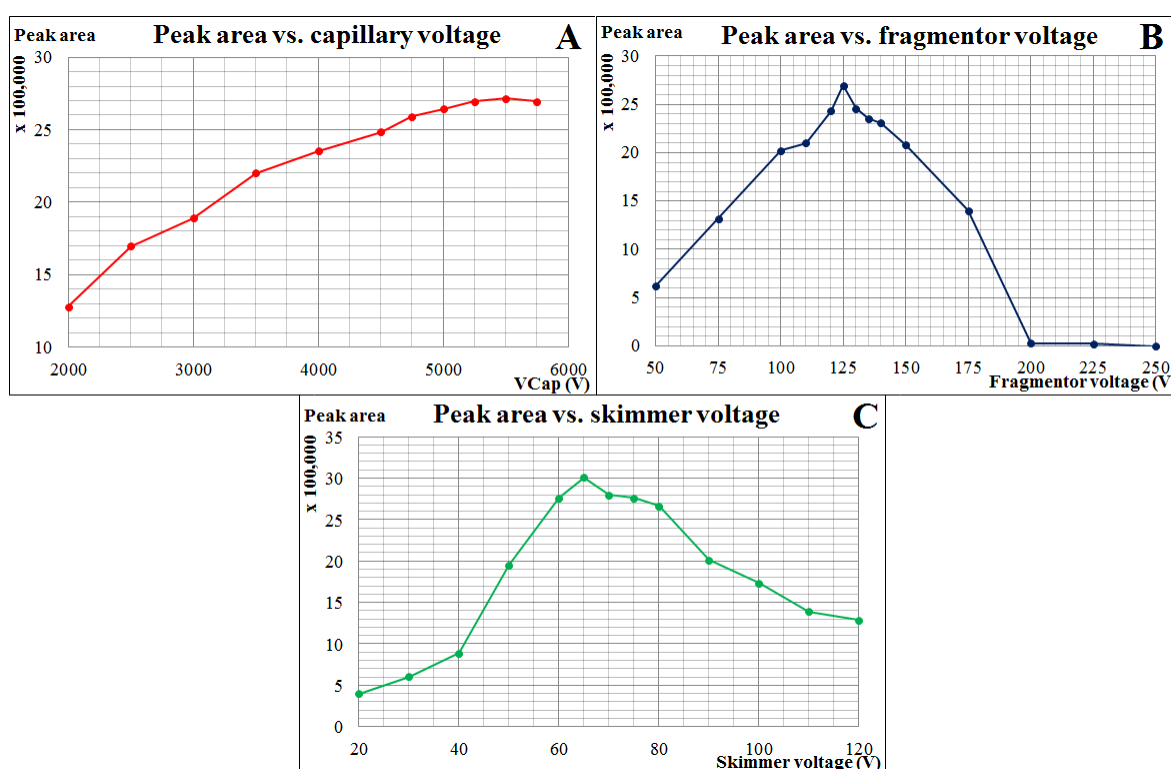 Peak area
Peak area vs. capillary voltage
A
x 100,000
30
25
20
15
10
2000
3000
4000
5000
6000
VCap (V)
Peak area
Peak area vs. fragmentor voltage
B
x 100,000
30
25
20
15
10
5
0
50
75
100
125
150
175
200
225
250
Fragmentor voltage (V
Peak area
Peak area vs. skimmer voltage
C
x 100,000
35
30
25
20
15
10
5
0
20
40
60
80
100
120
Skimmer voltage (V)